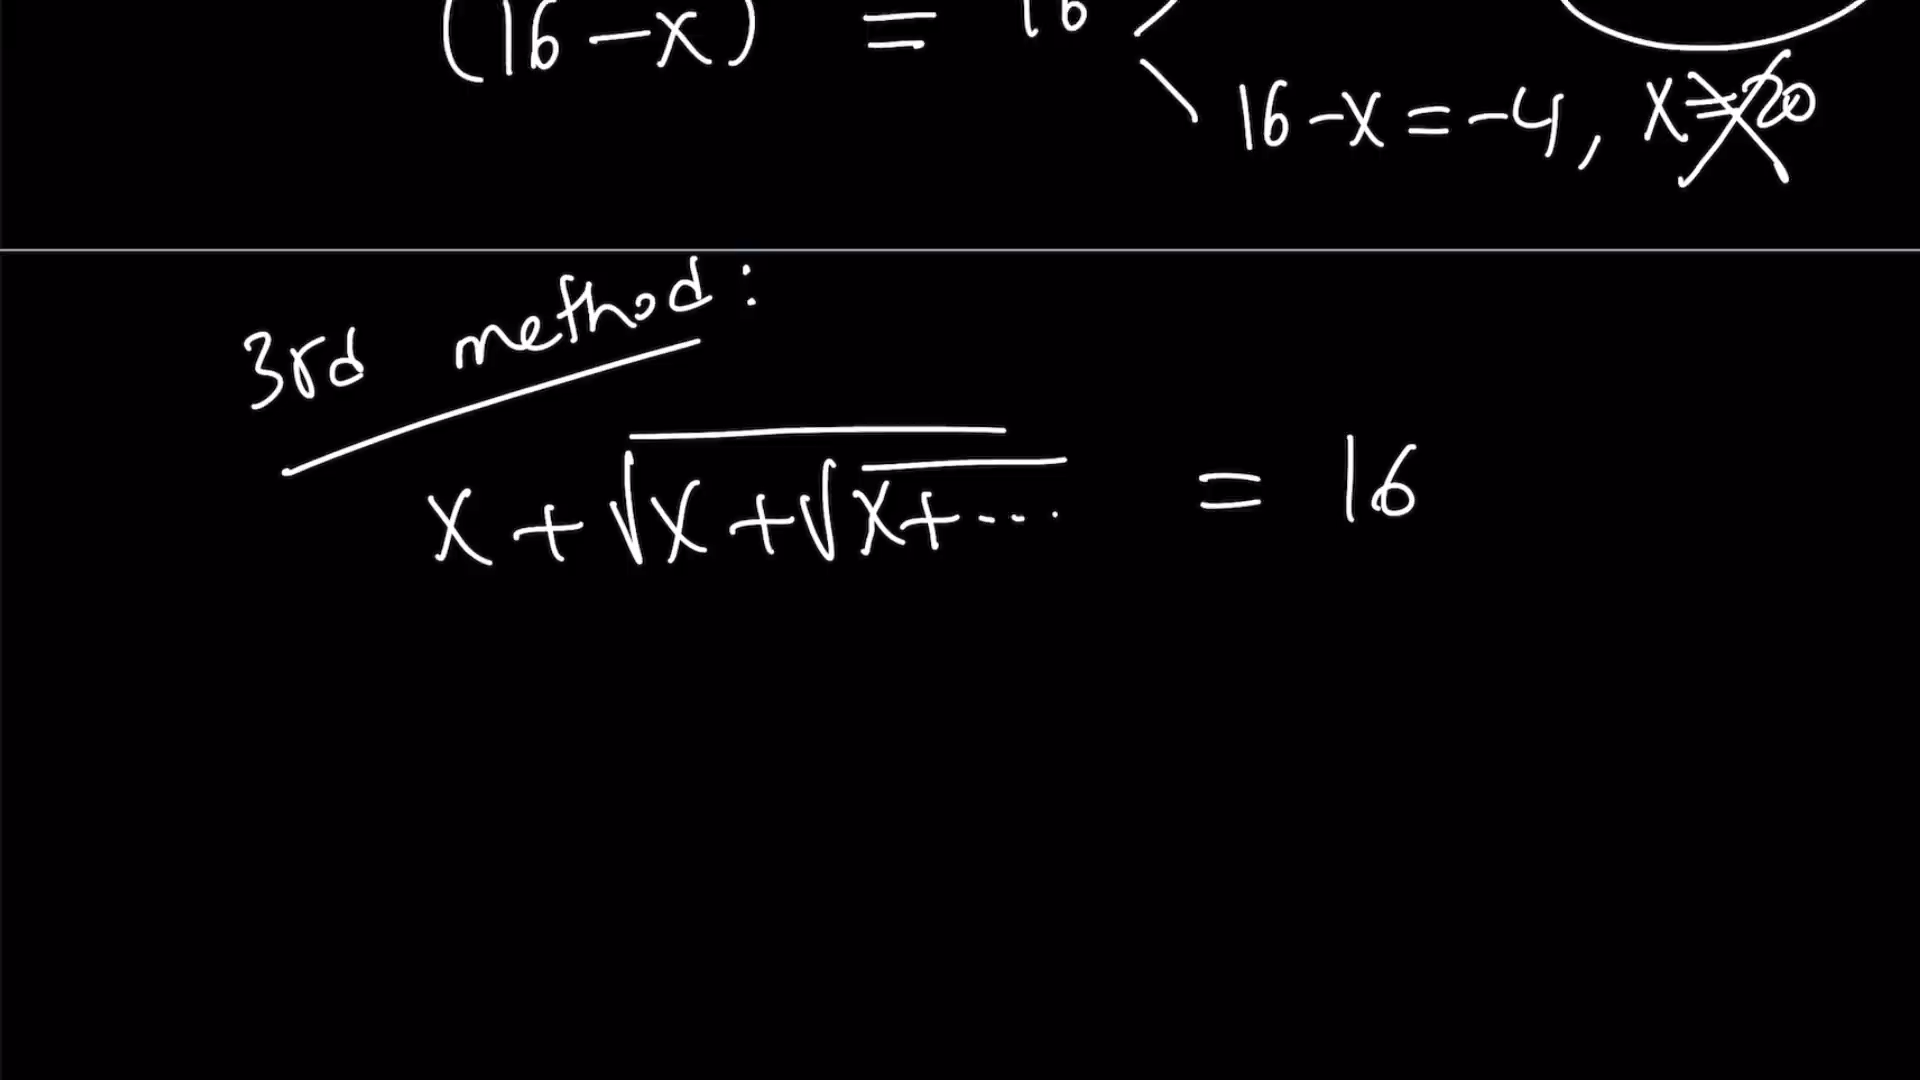 (16-x) = 16
16-x=-4, x=20
3rd method:
x+√x+√x+... = 16